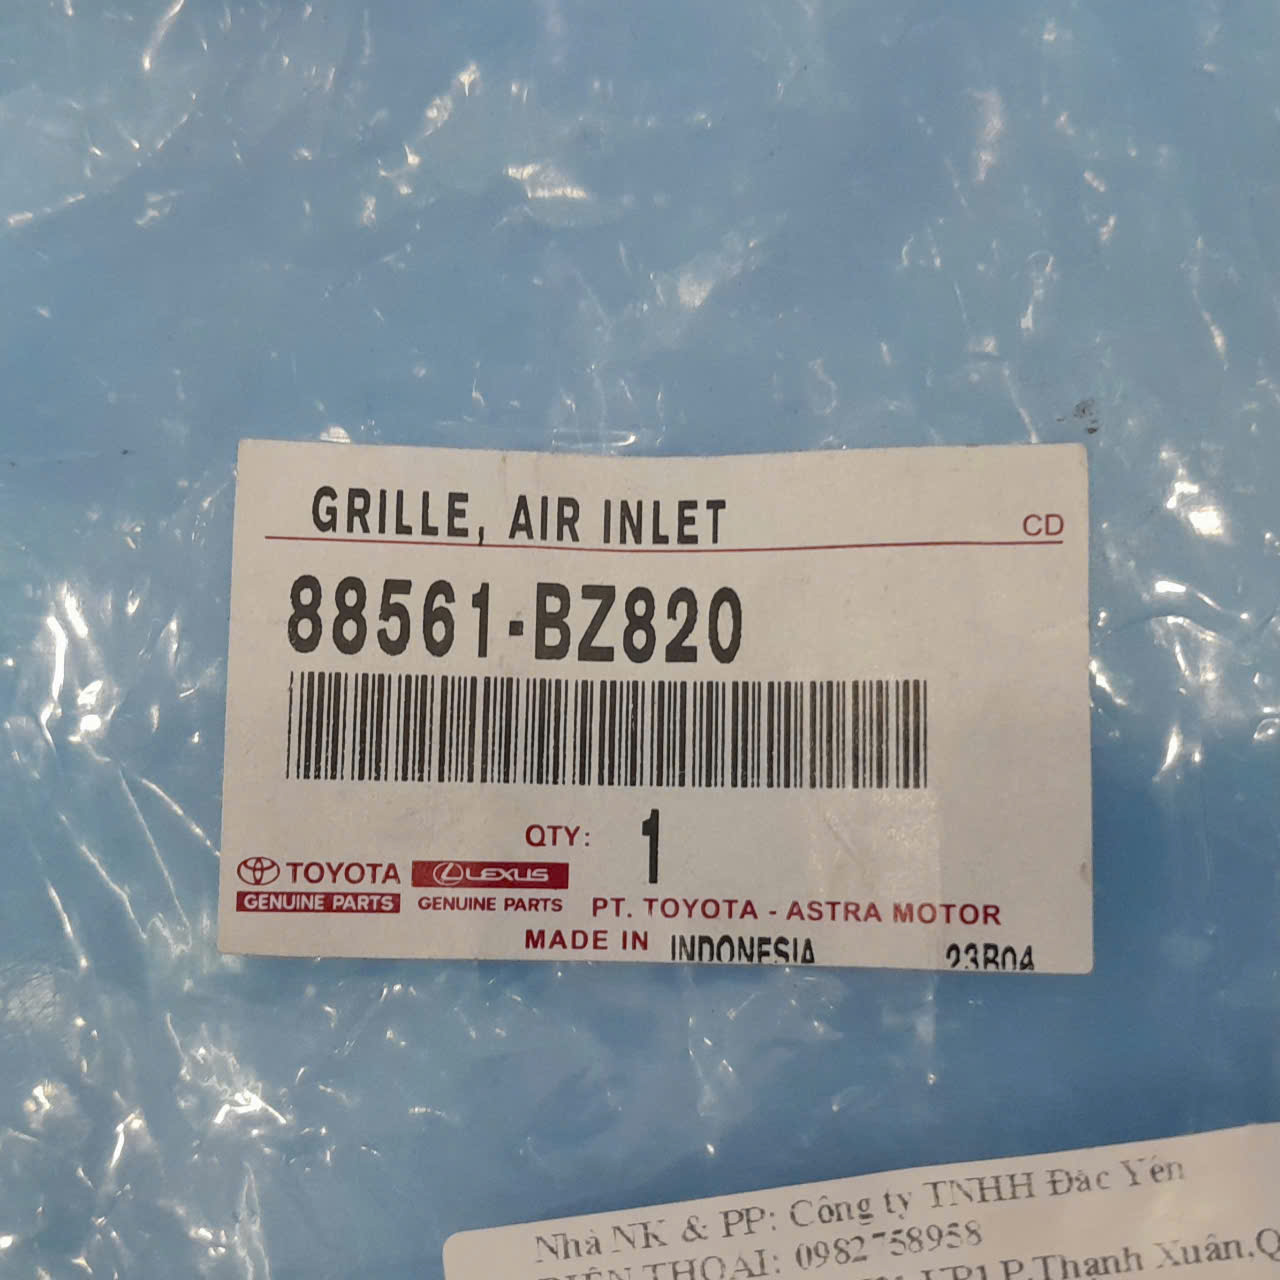 GRILLE, AIR INLET
CD
88561-BZ820
QTY: 1
TOYOTA LEXUS
GENUINE PARTS GENUINE PARTS PT. TOYOTA - ASTRA MOTOR
MADE IN INDONESIA 23B04
Nhà NK & PP: Công ty TNHH Đắc Yến
ĐIỆN THOẠI: 0982758958
P.Thanh Xuân,Q